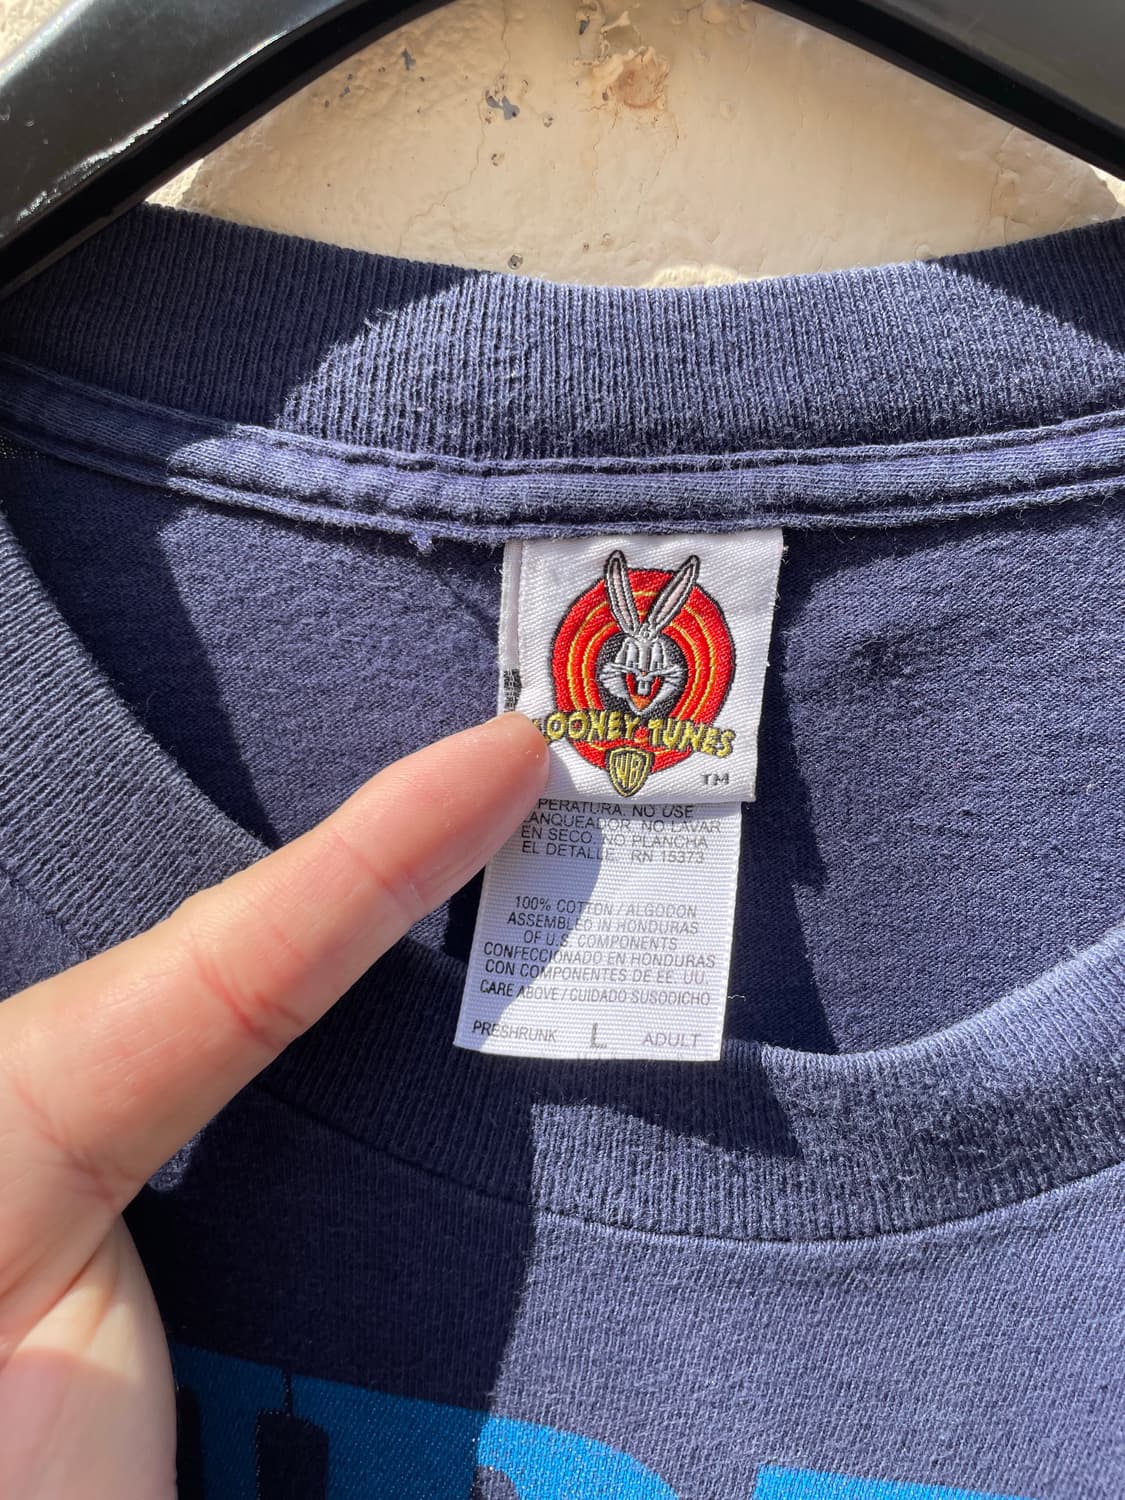 LOONEY TUNES
WB
TM
PERATURA. NO USE
LANQUEADOR. NO LAVAR
EN SECO. NO PLANCHA
EL DETALLE. RN 15373
100% COTTON / ALGODON
ASSEMBLED IN HONDURAS
OF U.S. COMPONENTS
CONFECCIONADO EN HONDURAS
CON COMPONENTES DE EE. UU.
CARE ABOVE / CUIDADO SUSODICHO
PRESHRUNK L ADULT